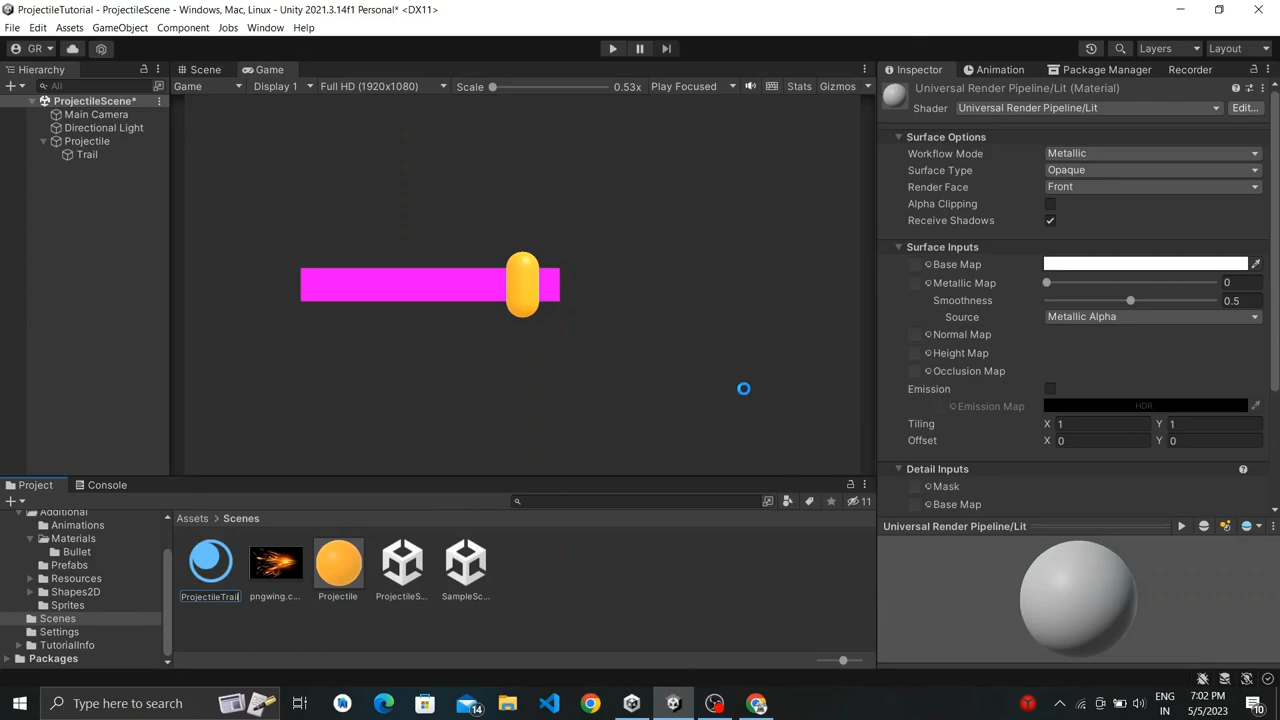 ProjectileTutorial - ProjectileScene - Windows, Mac, Linux - Unity 2021.3.14f1 Personal* <DX11>
File Edit Assets GameObject Component Jobs Window Help
GR Layers Layout
Hierarchy Scene Game Inspector Animation Package Manager Recorder
All Game Display 1 Full HD (1920x1080) Scale 0.53x Play Focused Stats Gizmos
Universal Render Pipeline/Lit (Material)
Shader Universal Render Pipeline/Lit Edit...
ProjectileScene*
Main Camera
Directional Light
Projectile
Trail
Surface Options
Workflow Mode Metallic
Surface Type Opaque
Render Face Front
Alpha Clipping
Receive Shadows
Surface Inputs
Base Map
Metallic Map 0
Smoothness 0.5
Source Metallic Alpha
Normal Map
Height Map
Occlusion Map
Emission
Emission Map HDR
Tiling X 1 Y 1
Offset X 0 Y 0
Detail Inputs
Mask
Base Map
Universal Render Pipeline/Lit
Project Console
11
Additional
Animations
Materials
Bullet
Prefabs
Resources
Shapes2D
Sprites
Scenes
Settings
TutorialInfo
Packages
Assets > Scenes
ProjectileTrail pngwing.c... Projectile ProjectileS... SampleSc...
Type here to search
14
ENG
IN
7:02 PM
5/5/2023
10